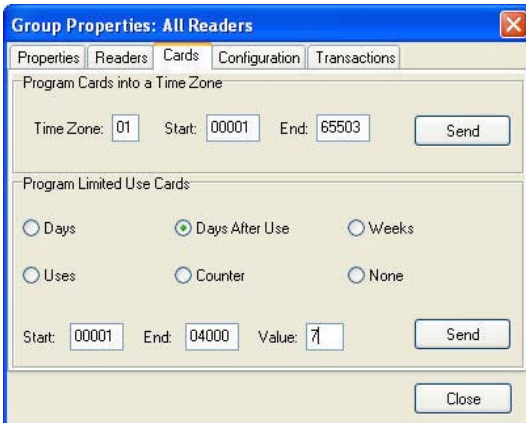 Group Properties: All Readers
Properties Readers Cards Configuration Transactions
Program Cards into a Time Zone
Time Zone: 01 Start: 00001 End: 65503 Send
Program Limited Use Cards
Days Days After Use Weeks
Uses Counter None
Start: 00001 End: 04000 Value: 7 Send
Close